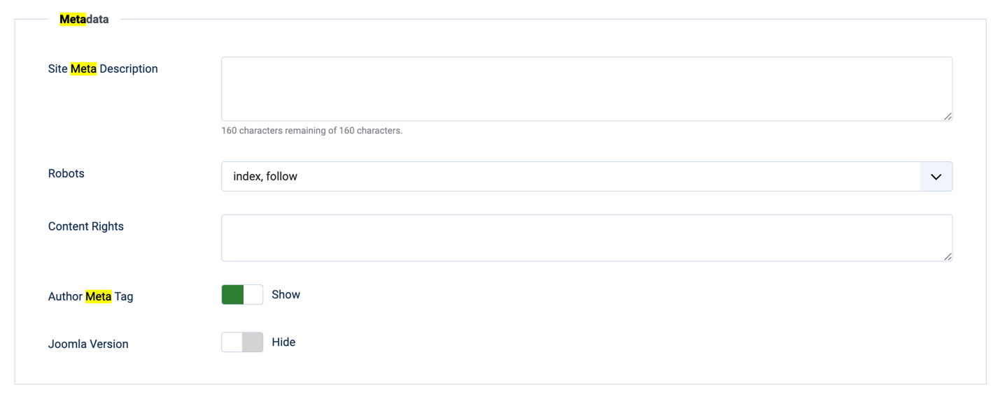 Metadata
Site Meta Description
160 characters remaining of 160 characters.
Robots
index, follow
Content Rights
Author Meta Tag
Show
Joomla Version
Hide